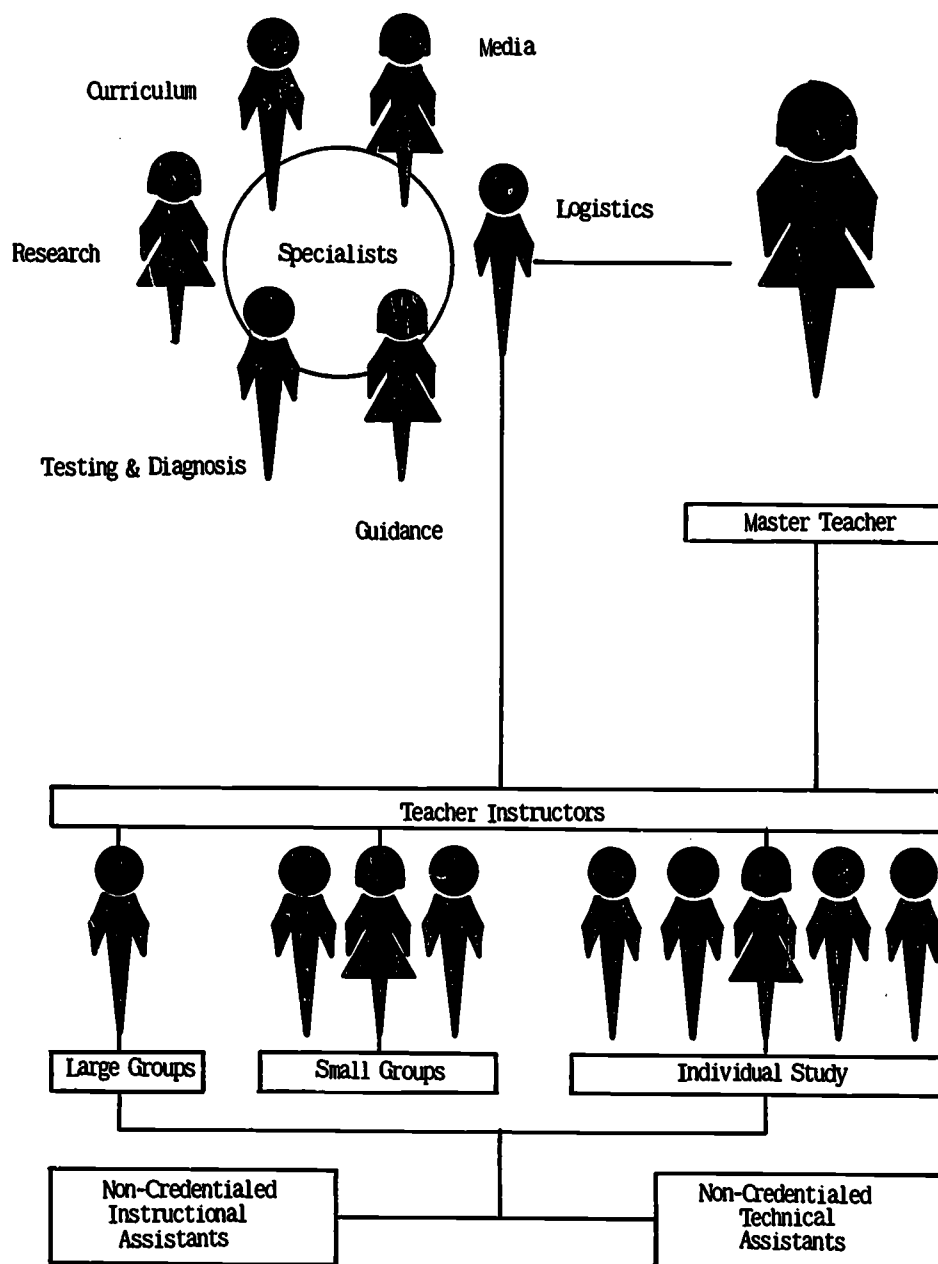 Media
Curriculum
Logistics
Research
Specialists
Testing & Diagnosis
Guidance
Master Teacher
Teacher Instructors
Large Groups
Small Groups
Individual Study
Non-Credentialed
Instructional
Assistants
Non-Credentialed
Technical
Assistants